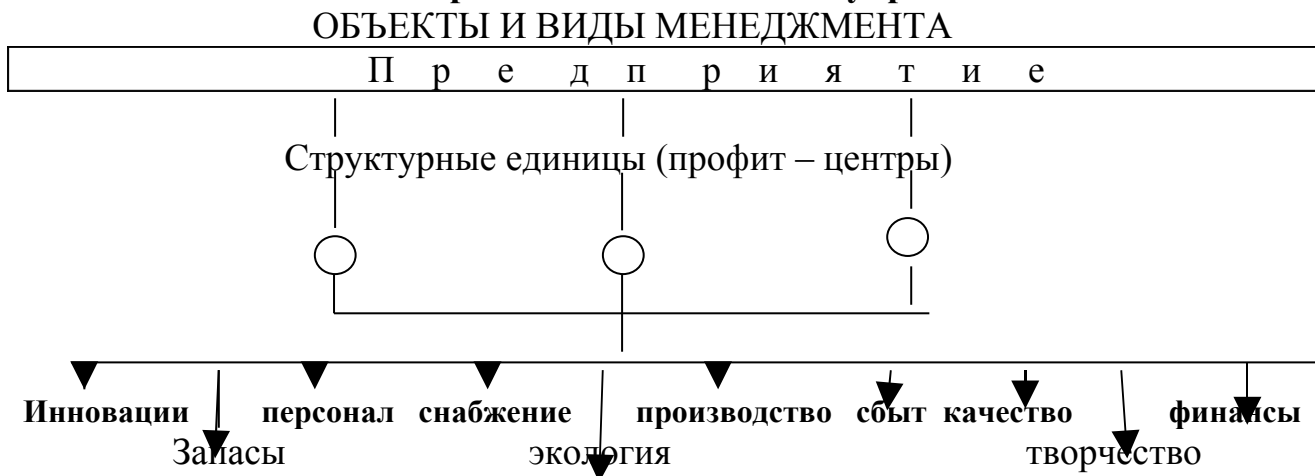 ОБЪЕКТЫ И ВИДЫ МЕНЕДЖМЕНТА
П р е д п р и я т и е
Структурные единицы (профит – центры)
Инновации персонал снабжение производство сбыт качество финансы
Запасы экология творчество